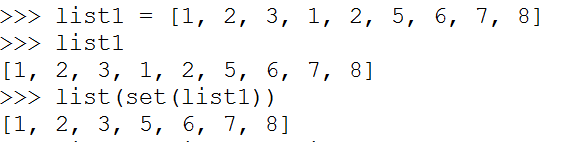 >>> list1 = [1, 2, 3, 1, 2, 5, 6, 7, 8]
>>> list1
[1, 2, 3, 1, 2, 5, 6, 7, 8]
>>> list(set(list1))
[1, 2, 3, 5, 6, 7, 8]